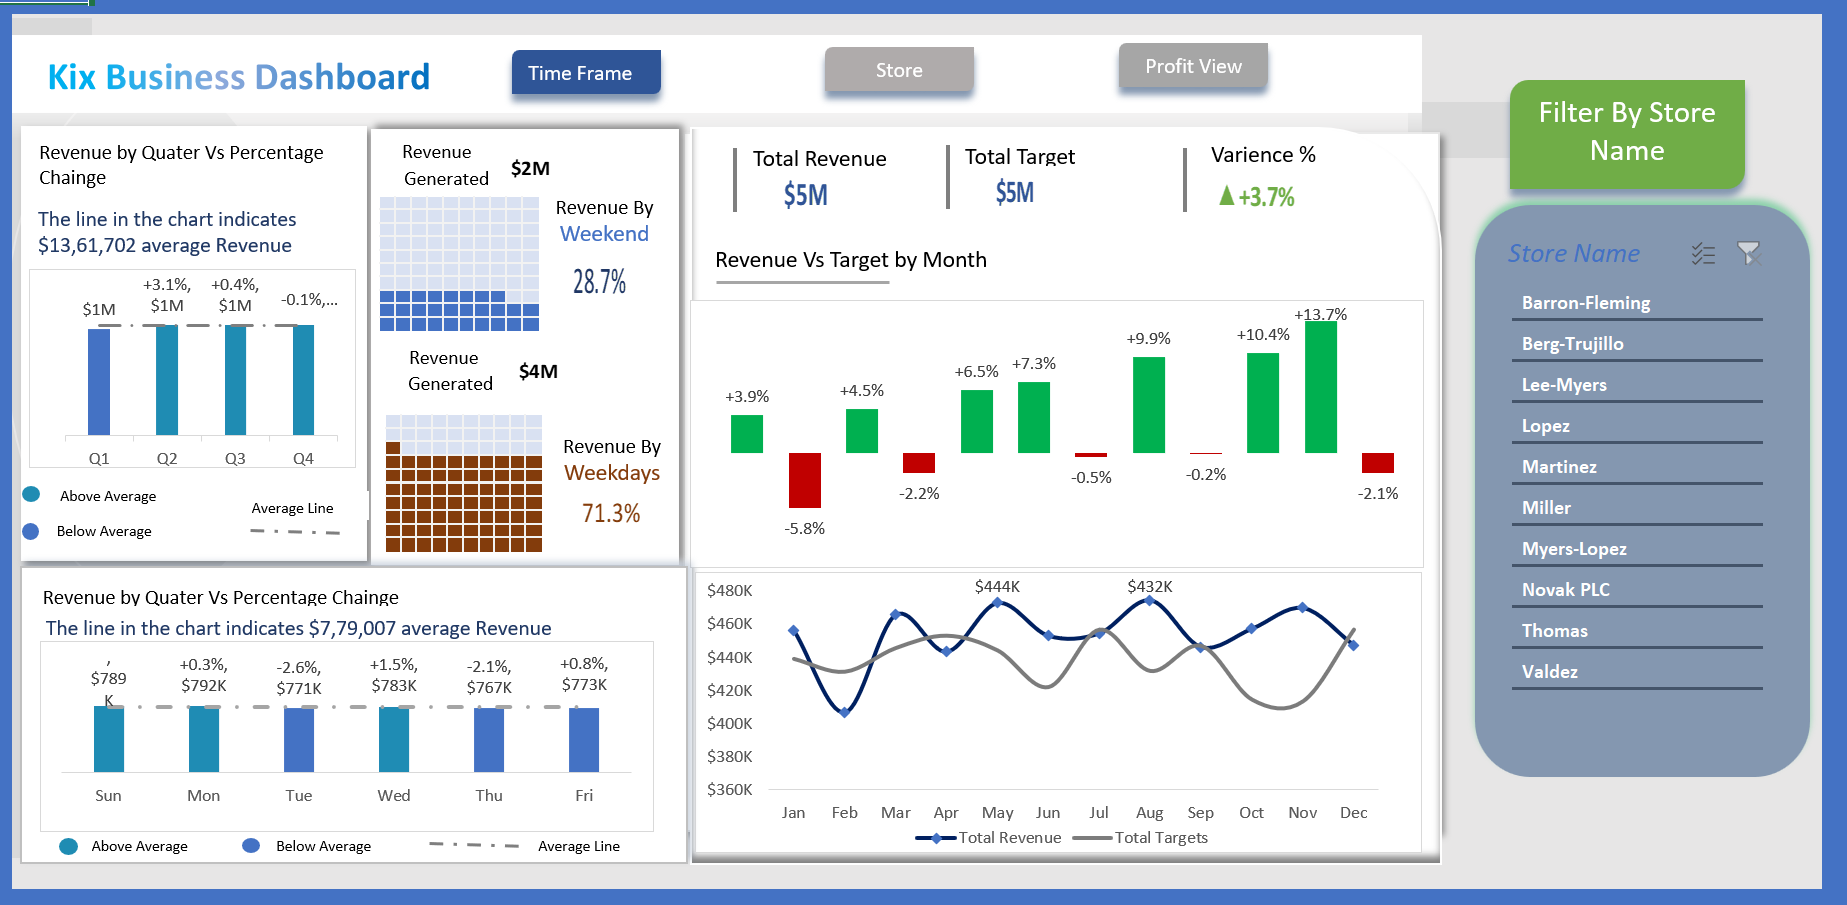 Kix Business Dashboard
Time Frame
Store
Profit View
Filter By Store
Name
Revenue by Quater Vs Percentage
Chainge
The line in the chart indicates
$13,61,702 average Revenue
$1M
+3.1%,
$1M
+0.4%,
$1M
-0.1%,...
Q1 Q2 Q3 Q4
Above Average
Below Average
Average Line
Revenue
Generated
$2M
Revenue By
Weekend
28.7%
Revenue
Generated
$4M
Revenue By
Weekdays
71.3%
Total Revenue
$5M
Total Target
$5M
Varience %
+3.7%
Revenue Vs Target by Month
+3.9%
-5.8%
+4.5%
-2.2%
+6.5%
+7.3%
-0.5%
+9.9%
-0.2%
+10.4%
+13.7%
-2.1%
Revenue by Quater Vs Percentage Chainge
The line in the chart indicates $7,79,007 average Revenue
,
$789
K
+0.3%,
$792K
-2.6%,
$771K
+1.5%,
$783K
-2.1%,
$767K
+0.8%,
$773K
Sun Mon Tue Wed Thu Fri
Above Average
Below Average
Average Line
$480K
$460K
$440K
$420K
$400K
$380K
$360K
$444K
$432K
Jan Feb Mar Apr May Jun Jul Aug Sep Oct Nov Dec
Total Revenue
Total Targets
Store Name
Barron-Fleming
Berg-Trujillo
Lee-Myers
Lopez
Martinez
Miller
Myers-Lopez
Novak PLC
Thomas
Valdez